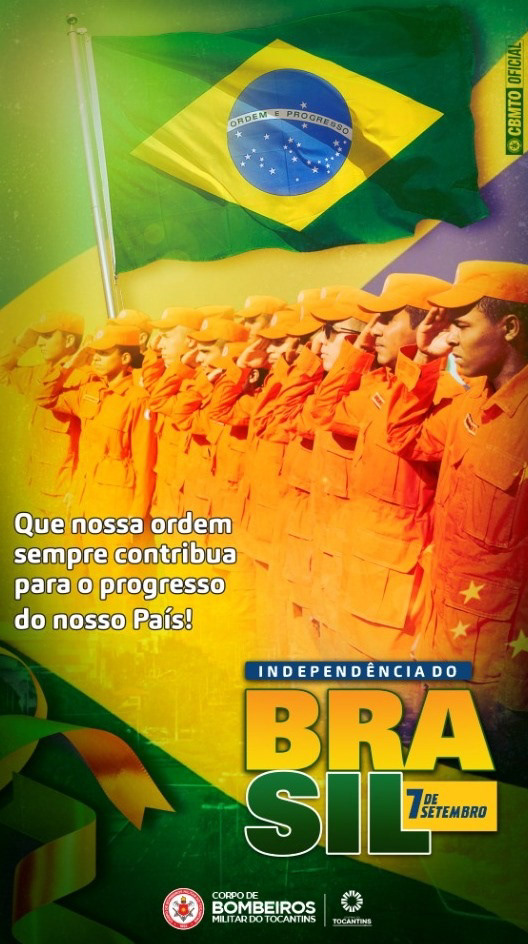 CBMTO OFICIAL
ORDEM E PROGRESSO
Que nossa ordem
sempre contribua
para o progresso
do nosso País!
INDEPENDÊNCIA DO
BRA
SIL
7 DE
SETEMBRO
CORPO DE
BOMBEIROS
MILITAR DO TOCANTINS
TOCANTINS